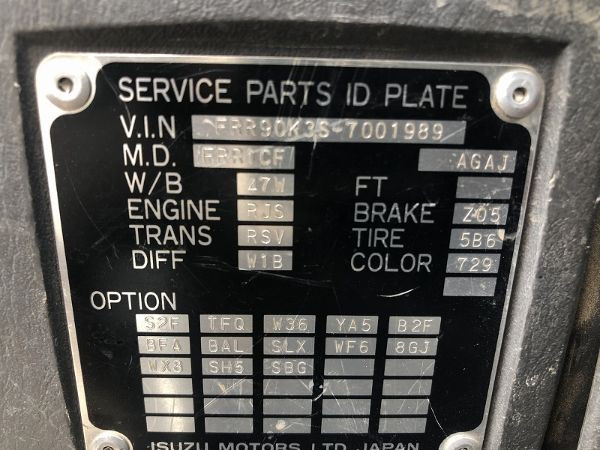 SERVICE PARTS ID PLATE
V.I.N FRR90K3S-7001989
M.D. FRR1CF AGAJ
W/B 47W FT
ENGINE RJS BRAKE Z05
TRANS RSV TIRE 5B6
DIFF W1B COLOR 729
OPTION
S2F TFQ W36 YA5 B2F
BFA BAL SLX WF6 8GJ
WX8 SH5 SBG
ISUZU MOTORS LTD. JAPAN